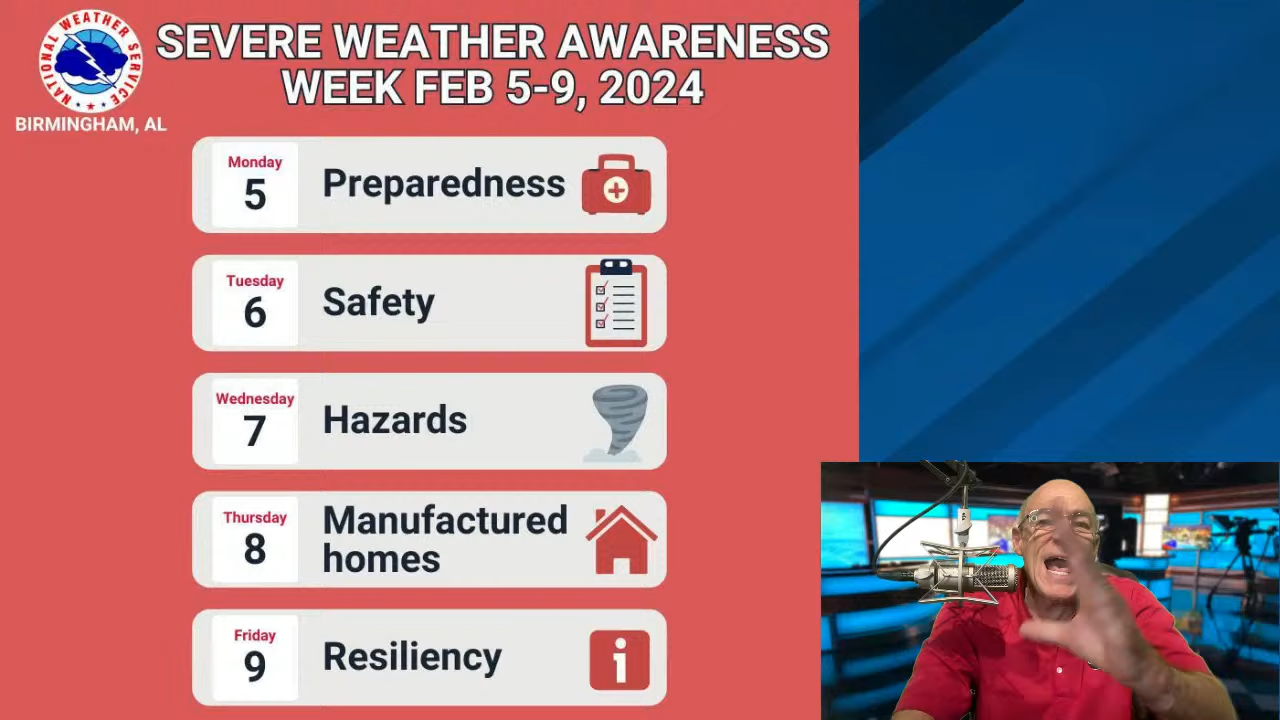 NATIONAL WEATHER SERVICE
BIRMINGHAM, AL
SEVERE WEATHER AWARENESS
WEEK FEB 5-9, 2024
Monday
5
Preparedness
Tuesday
6
Safety
Wednesday
7
Hazards
Thursday
8
Manufactured
homes
Friday
9
Resiliency